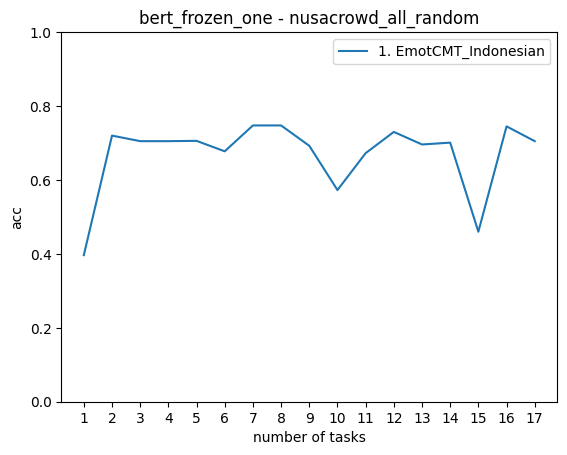 bert_frozen_one - nusacrowd_all_random
1. EmotCMT_Indonesian
1.0
0.8
0.6
0.4
0.2
0.0
acc
1 2 3 4 5 6 7 8 9 10 11 12 13 14 15 16 17
number of tasks